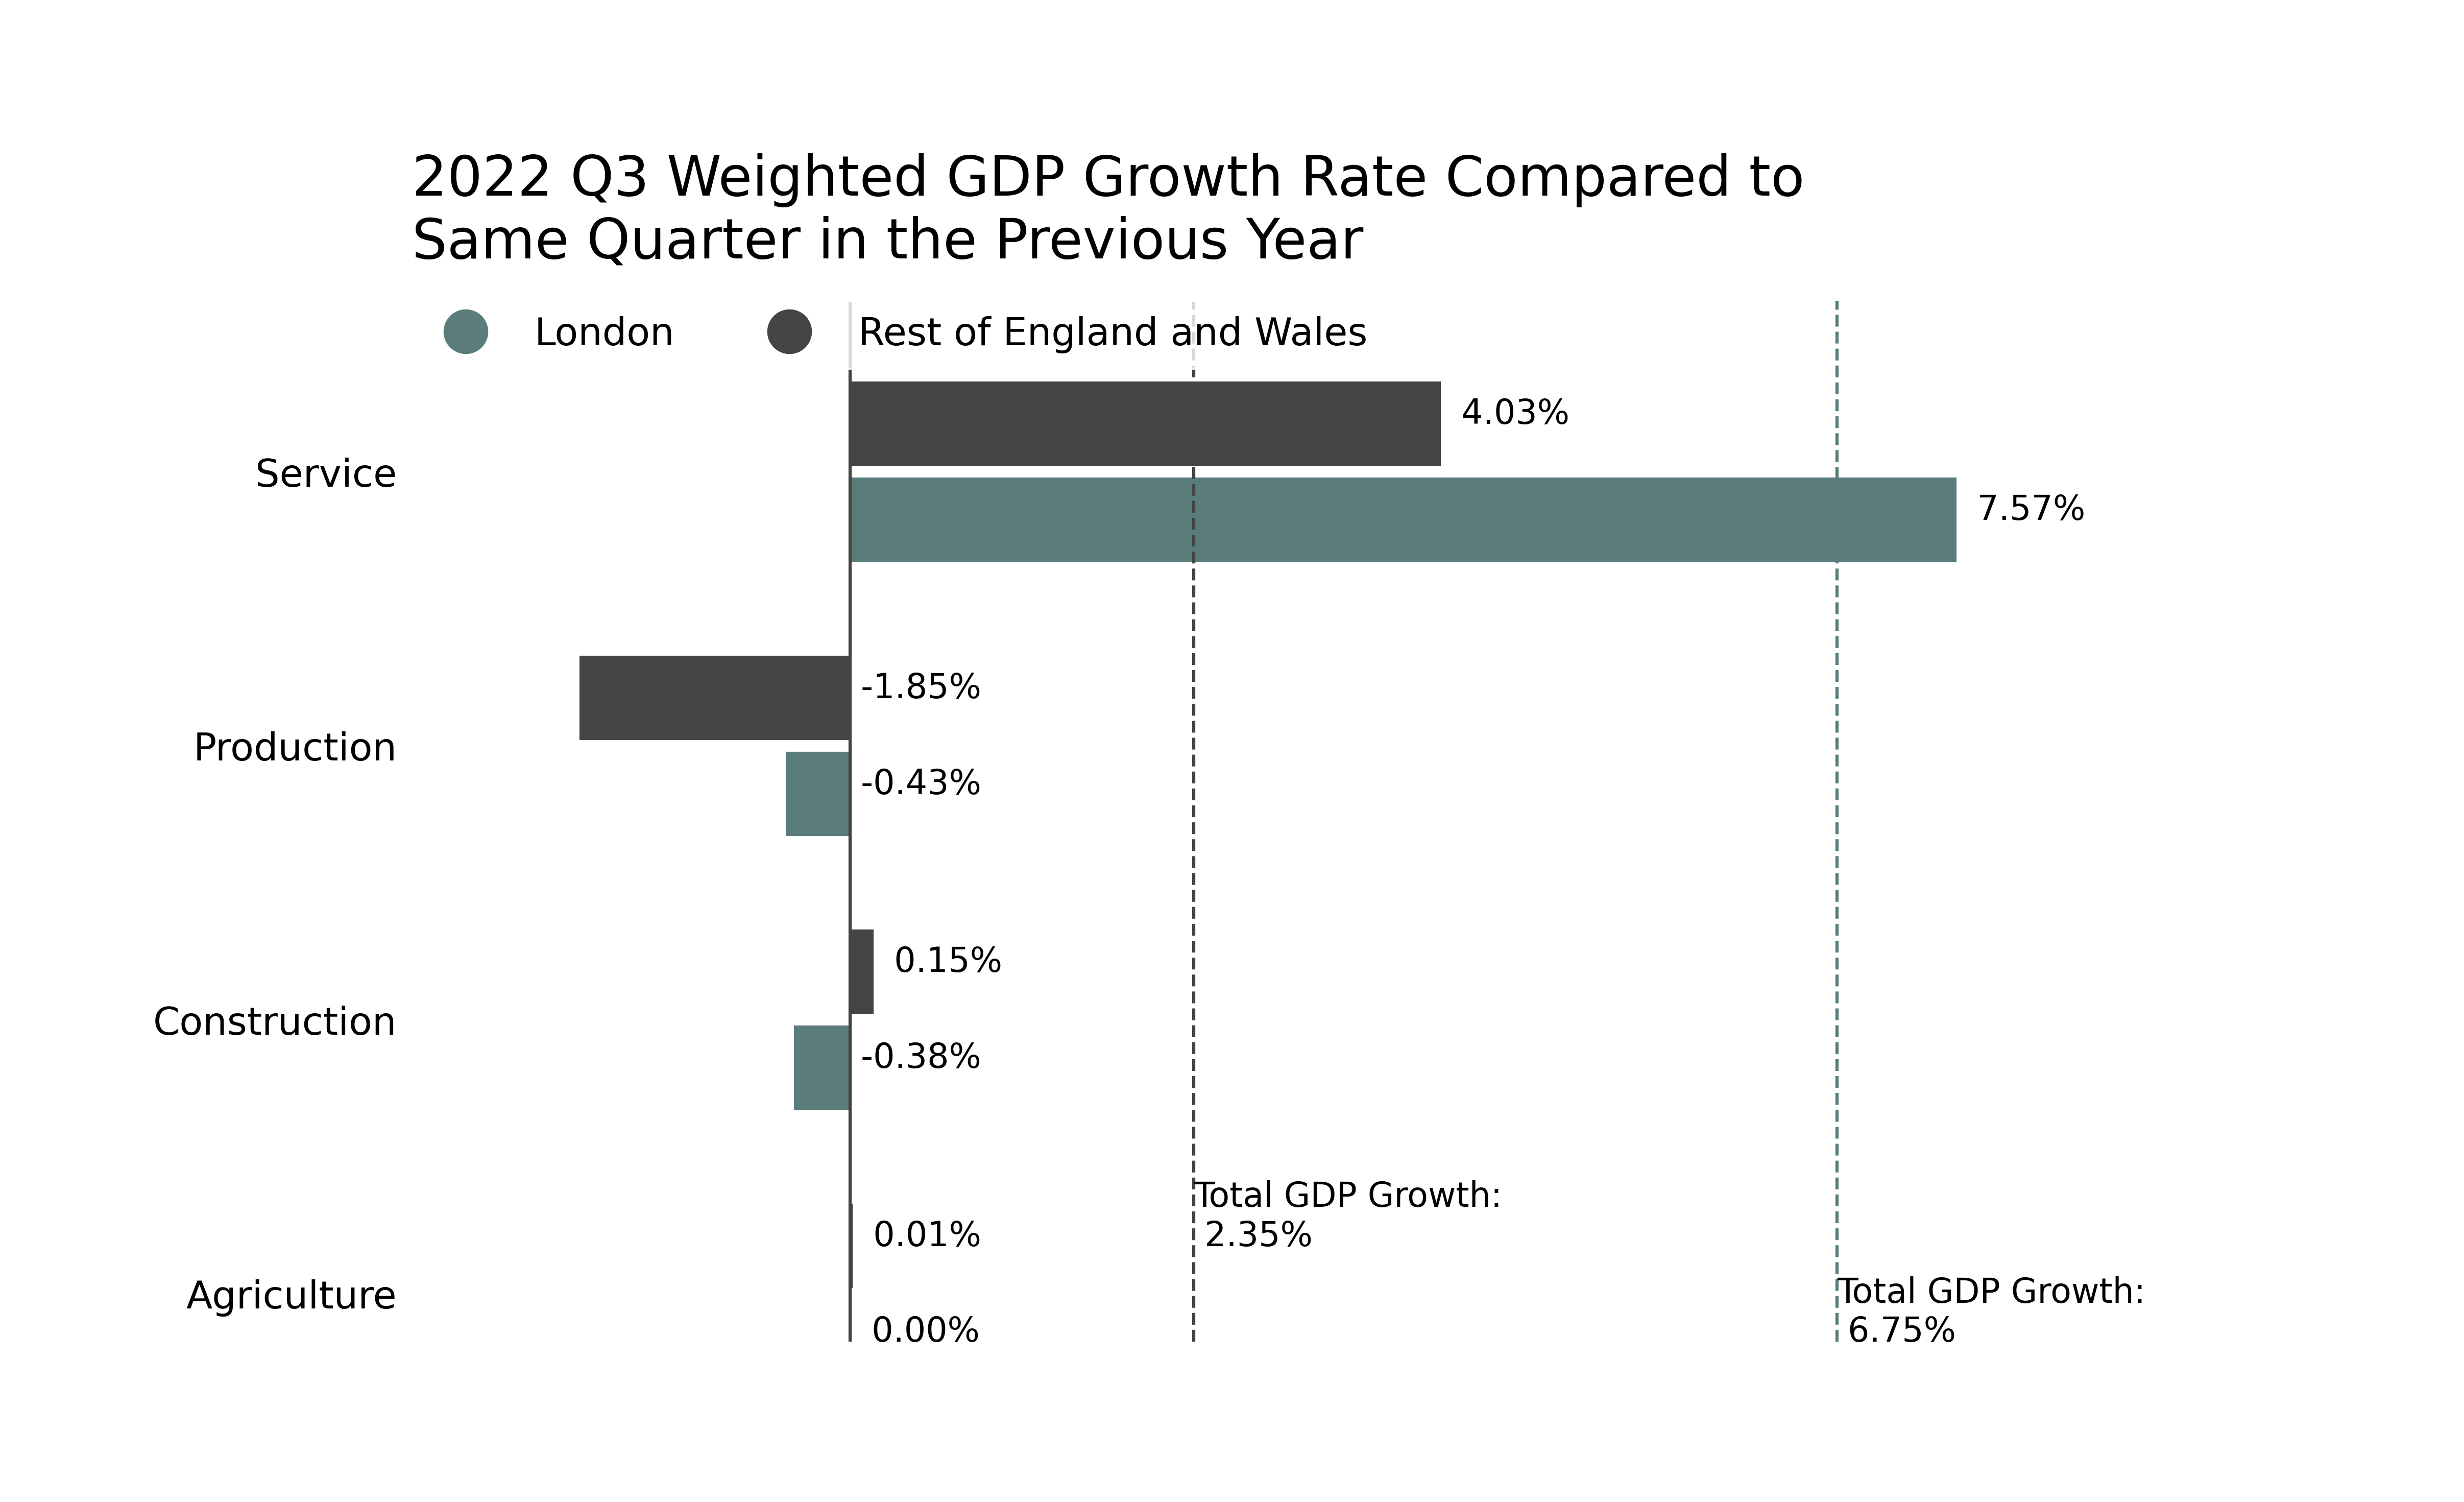 2022 Q3 Weighted GDP Growth Rate Compared to
Same Quarter in the Previous Year
London
Rest of England and Wales
Service
4.03%
7.57%
Production
-1.85%
-0.43%
Construction
0.15%
-0.38%
Agriculture
0.01%
0.00%
Total GDP Growth:
2.35%
Total GDP Growth:
6.75%